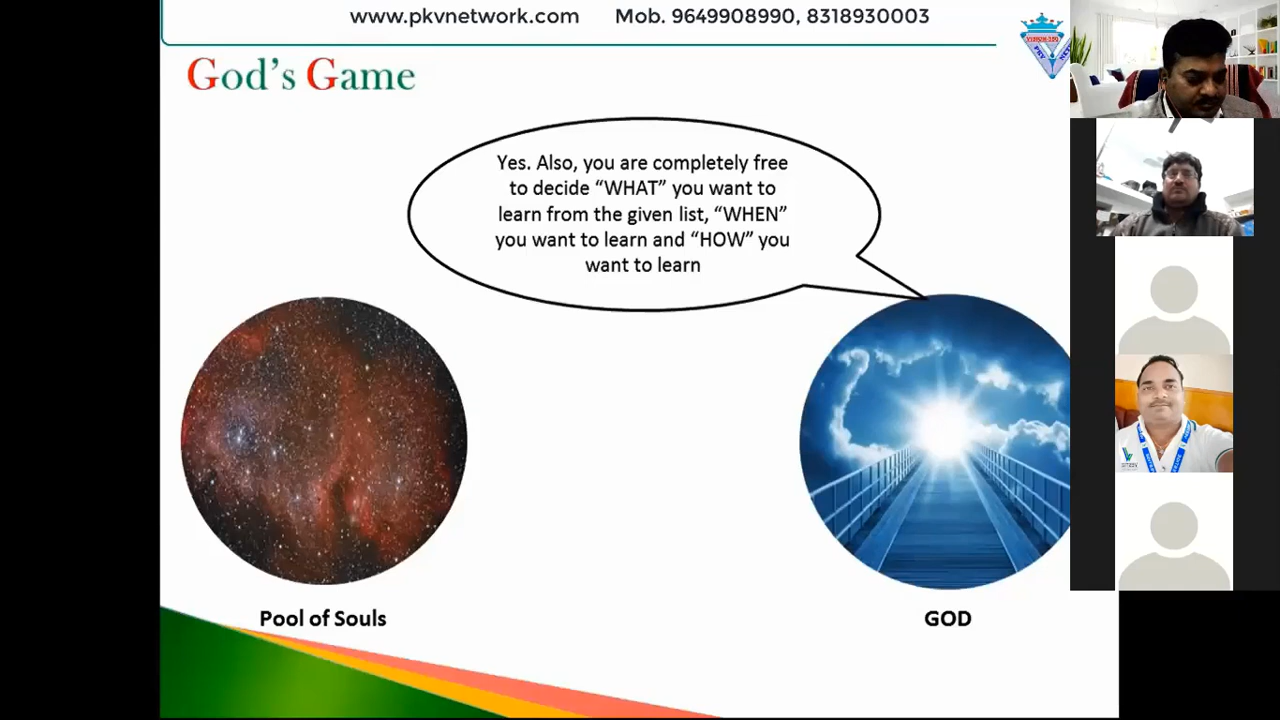 www.pkvnetwork.com Mob. 9649908990, 8318930003
God's Game
Yes. Also, you are completely free
to decide “WHAT” you want to
learn from the given list, “WHEN”
you want to learn and “HOW” you
want to learn
Pool of Souls
GOD